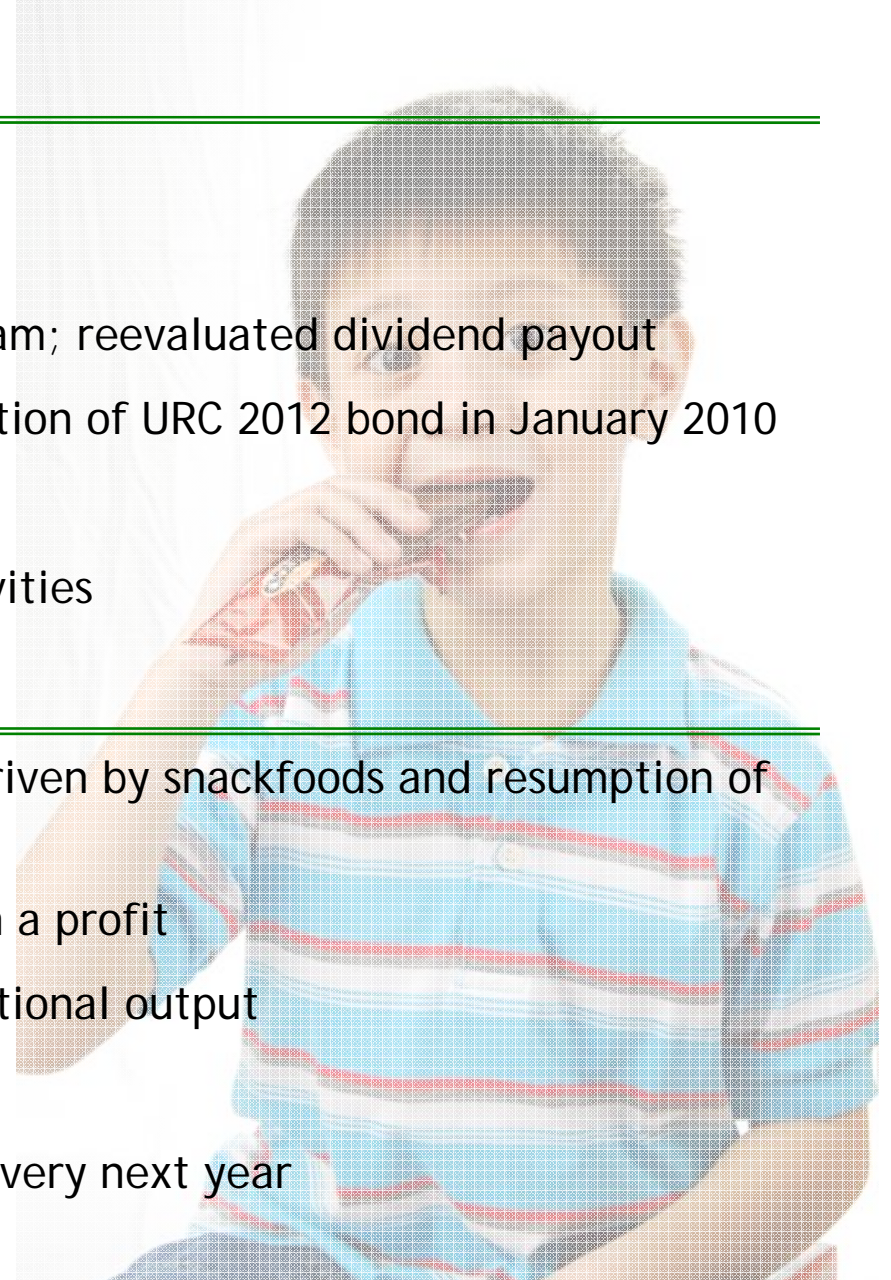 am; reevaluated dividend payout
tion of URC 2012 bond in January 2010
vities
riven by snackfoods and resumption of
a profit
tional output
very next year